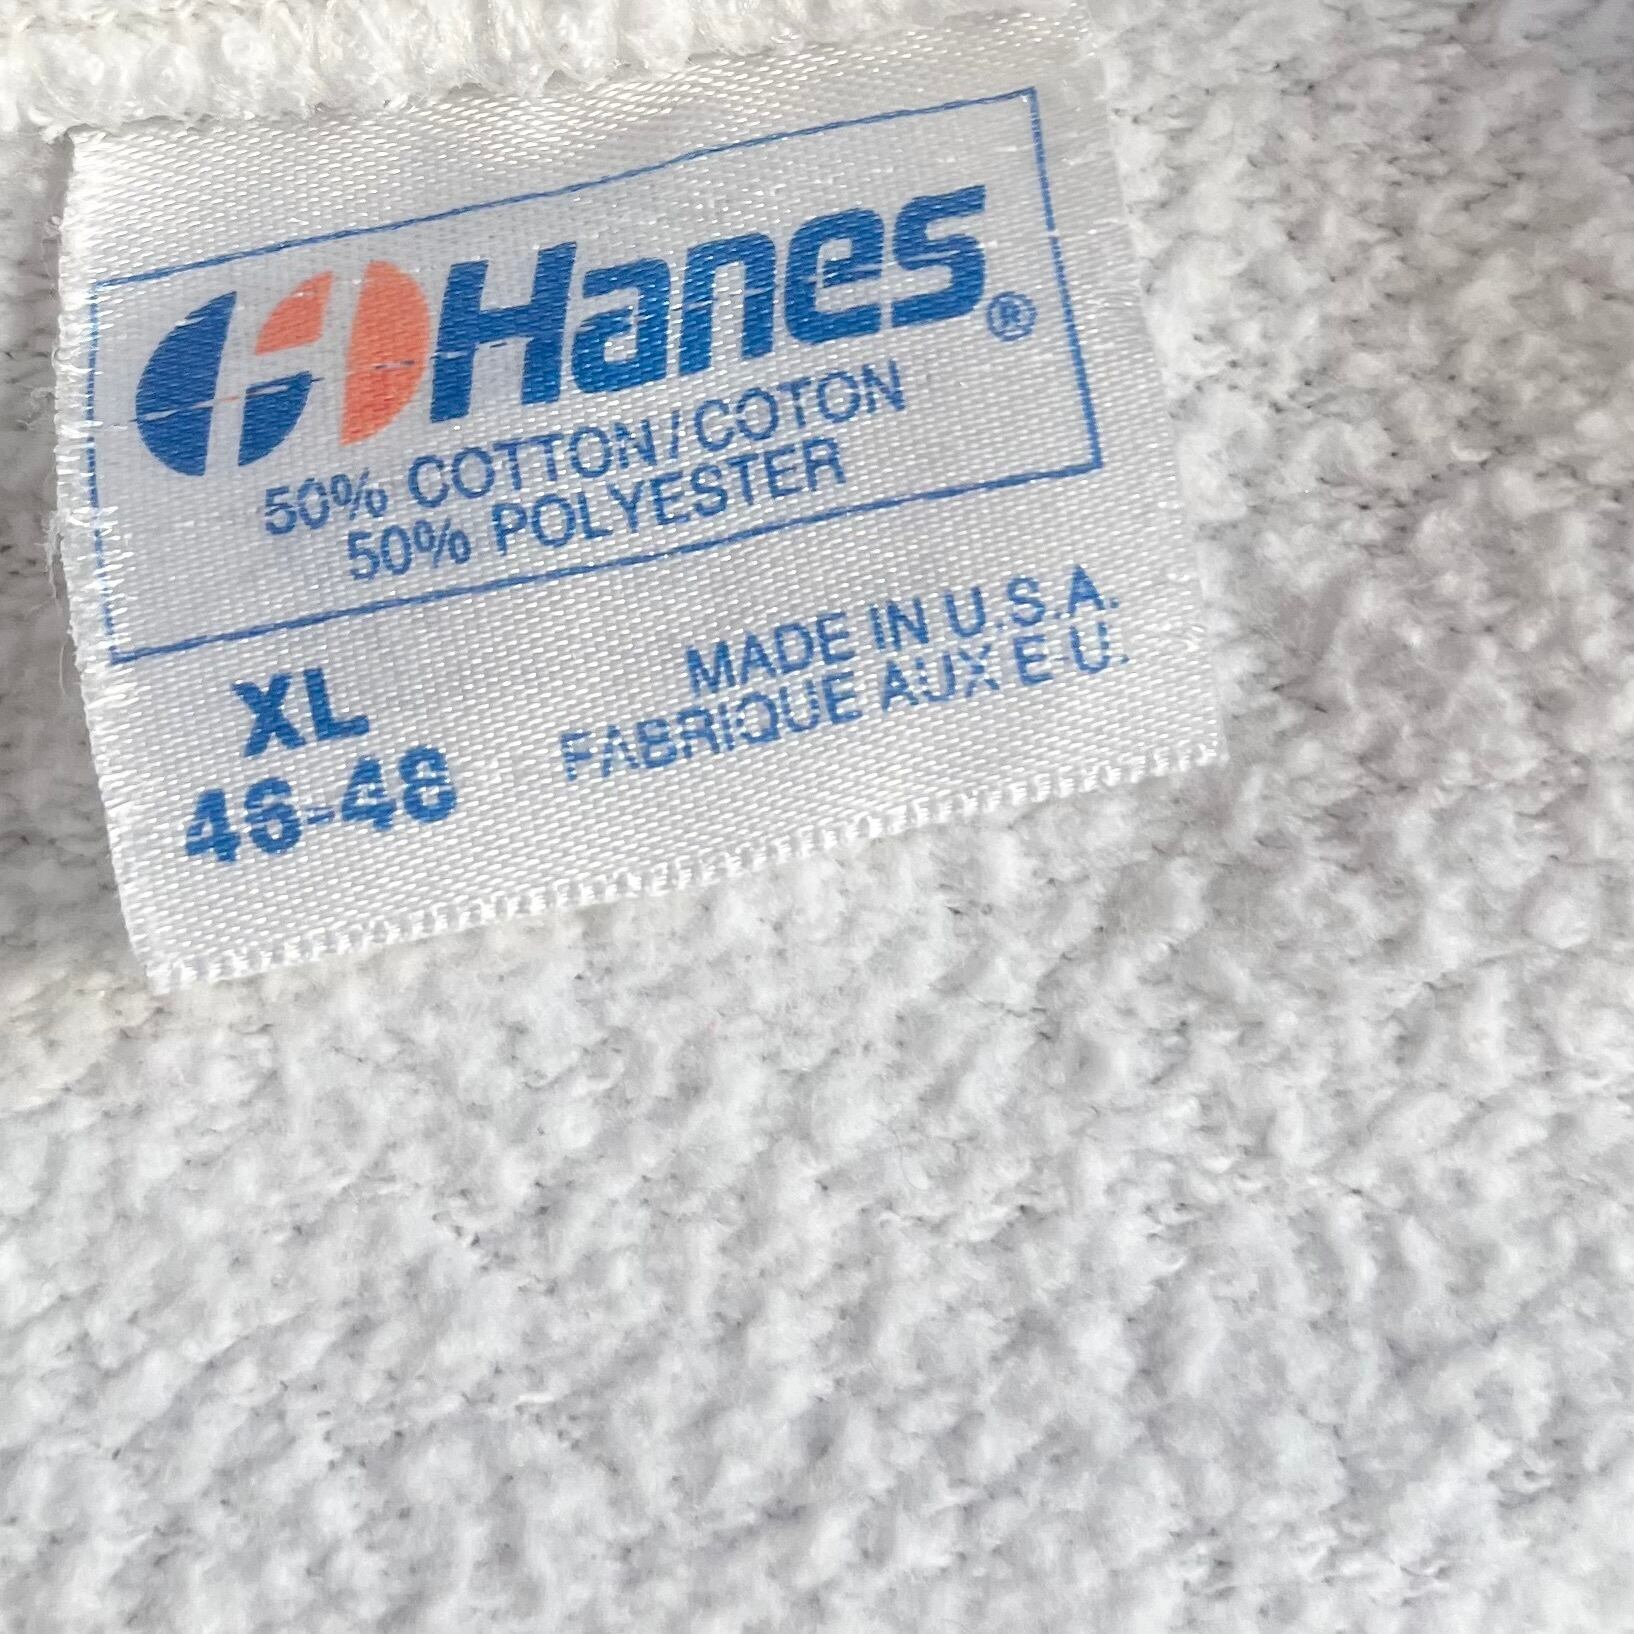 Hanes®
50% COTTON/COTON
50% POLYESTER
XL
46-48
MADE IN U.S.A.
FABRIQUE AUX E-U.